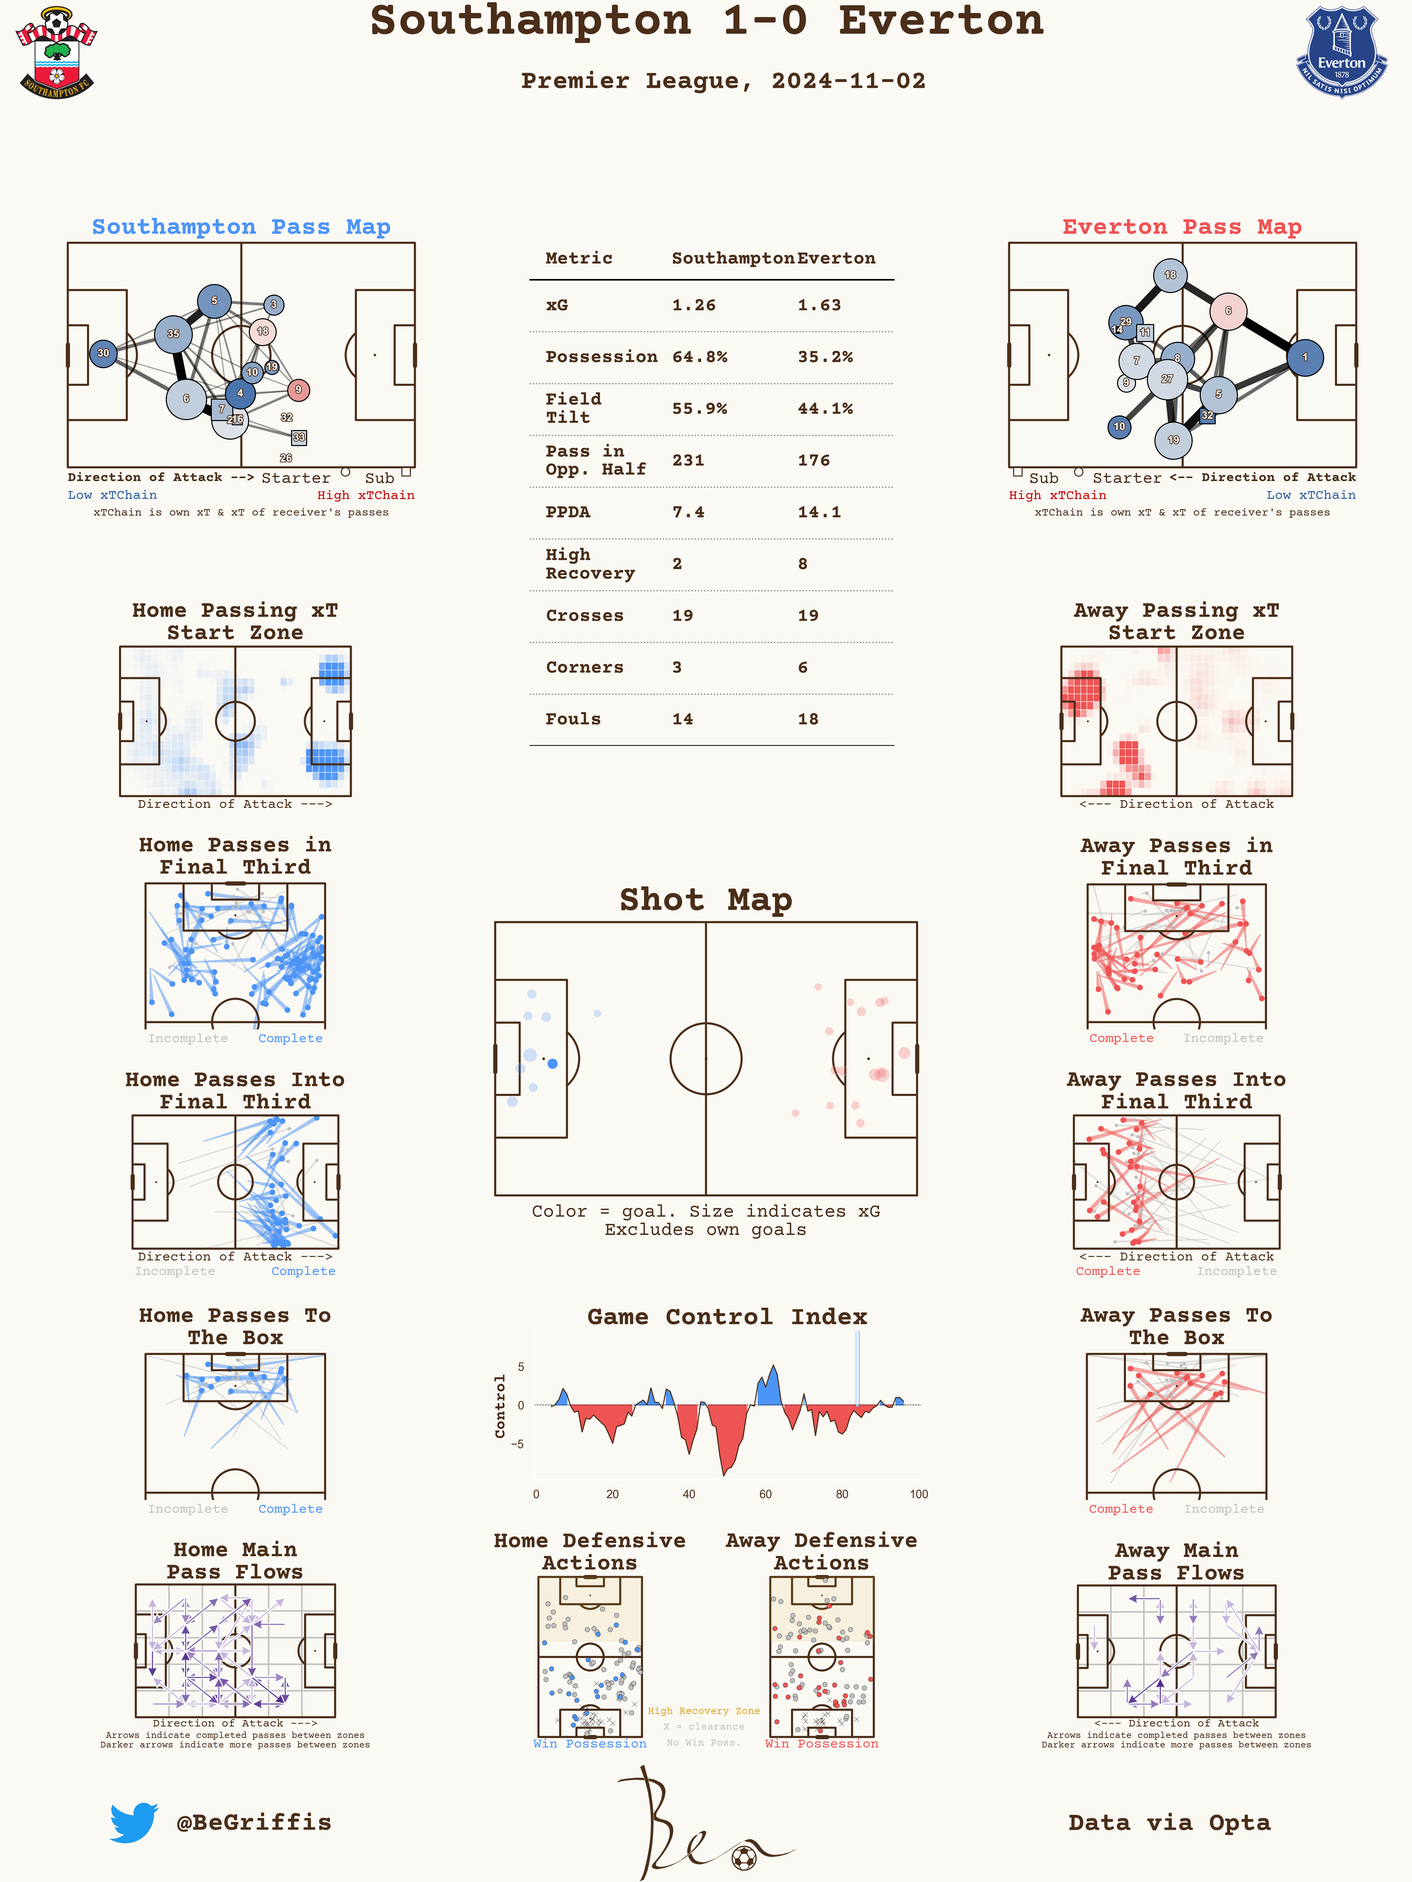 Southampton 1-0 Everton
Premier League, 2024-11-02
SOUTHAMPTON FC
Everton
1878
NIL SATIS NISI OPTIMUM
Southampton Pass Map
5
3
18
35
30
10
19
9
6
4
7
16
32
33
26
Direction of Attack --> Starter Sub
Low xTChain High xTChain
xTChain is own xT & xT of receiver's passes
Metric Southampton Everton
xG 1.26 1.63
Possession 64.8% 35.2%
Field
Tilt 55.9% 44.1%
Pass in
Opp. Half 231 176
PPDA 7.4 14.1
High
Recovery 2 8
Crosses 19 19
Corners 3 6
Fouls 14 18
Everton Pass Map
18
6
29
14
11
7
8
1
9
27
5
32
10
19
Sub Starter <-- Direction of Attack
High xTChain Low xTChain
xTChain is own xT & xT of receiver's passes
Home Passing xT
Start Zone
Direction of Attack --->
Away Passing xT
Start Zone
<--- Direction of Attack
Home Passes in
Final Third
Incomplete Complete
Away Passes in
Final Third
Complete Incomplete
Shot Map
Color = goal. Size indicates xG
Excludes own goals
Home Passes Into
Final Third
Direction of Attack --->
Incomplete Complete
Away Passes Into
Final Third
<--- Direction of Attack
Complete Incomplete
Home Passes To
The Box
Incomplete Complete
Game Control Index
Control
5
0
−5
0 20 40 60 80 100
Away Passes To
The Box
Complete Incomplete
Home Main
Pass Flows
Direction of Attack --->
Arrows indicate completed passes between zones
Darker arrows indicate more passes between zones
Home Defensive
Actions
Win Possession
High Recovery Zone
X = clearance
No Win Poss.
Away Defensive
Actions
Win Possession
Away Main
Pass Flows
<--- Direction of Attack
Arrows indicate completed passes between zones
Darker arrows indicate more passes between zones
@BeGriffis
Ben
Data via Opta